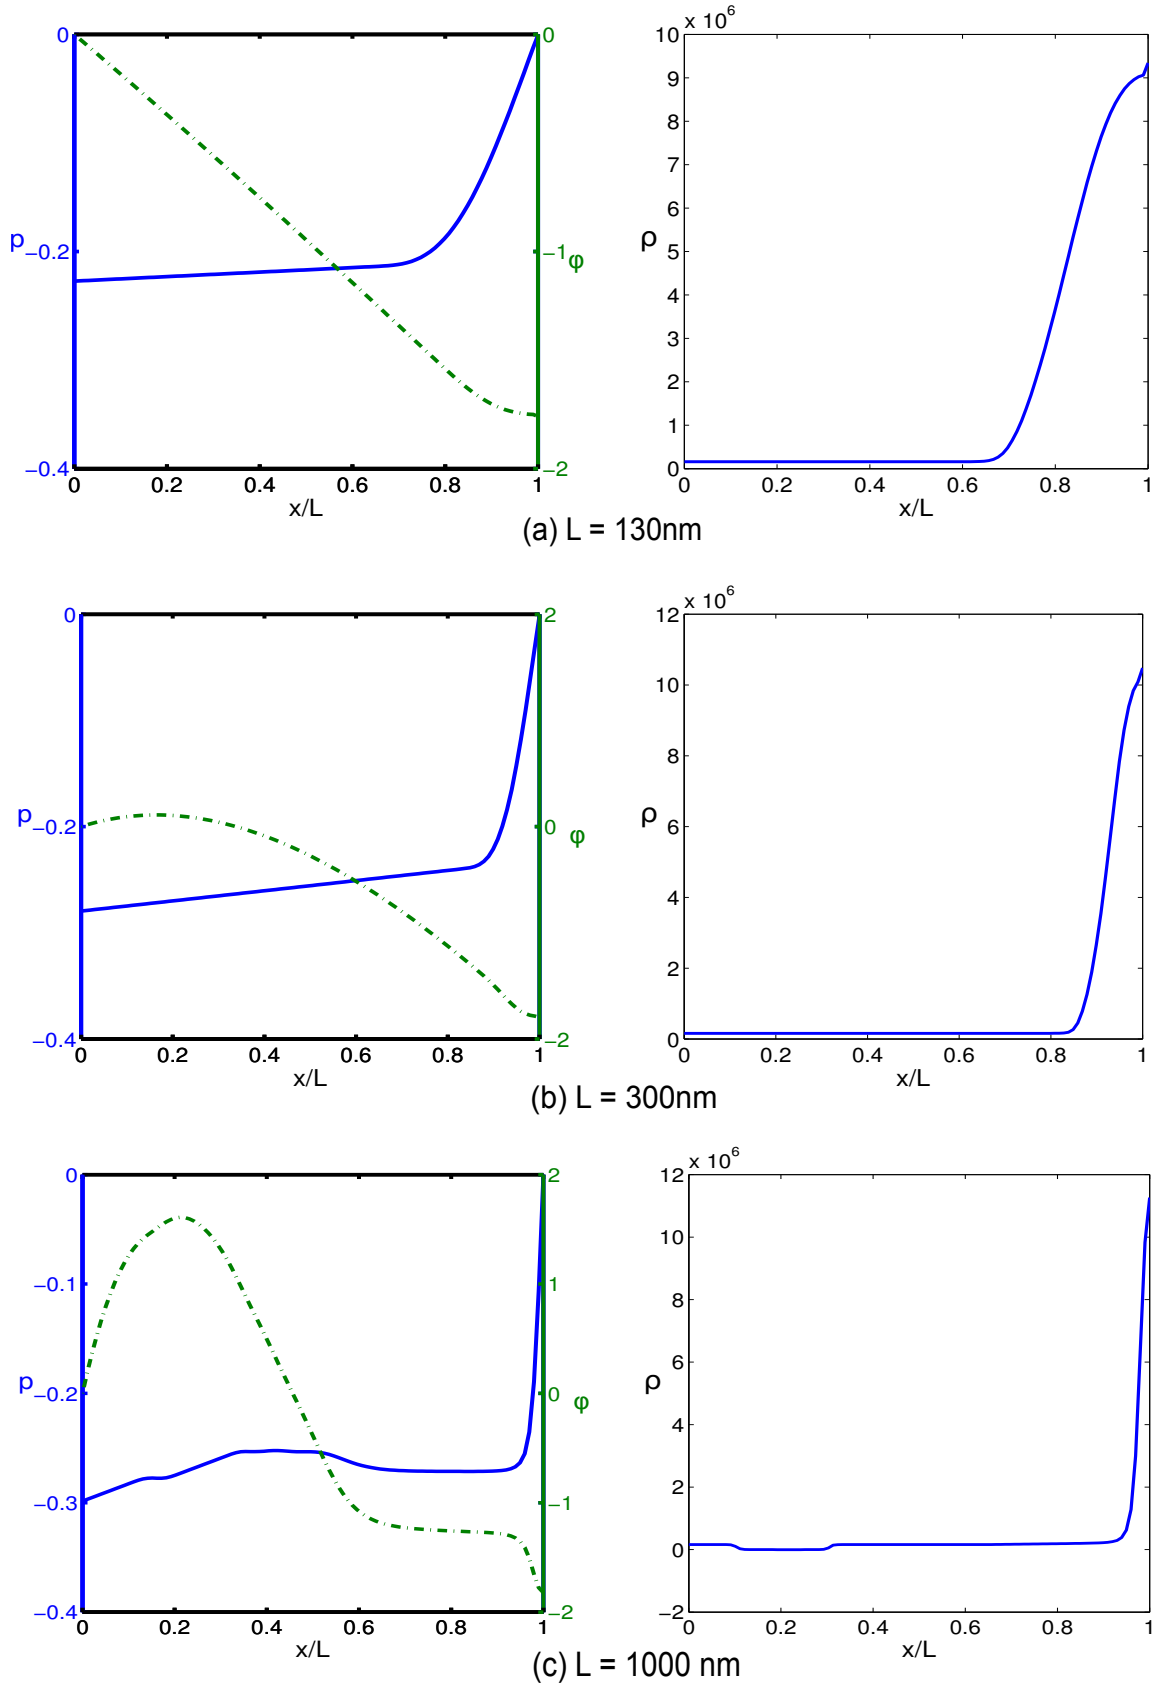 x 10⁶
0 0 10
9
8
7
6
p −0.2 −1 φ ρ 5
4
3
2
1
−0.4 −2 0
0 0.2 0.4 0.6 0.8 1 0 0.2 0.4 0.6 0.8 1
x/L x/L
(a) L = 130nm
x 10⁶
0 2 12
10
8
p −0.2 0 φ ρ 6
4
2
−0.4 −2 0
0 0.2 0.4 0.6 0.8 1 0 0.2 0.4 0.6 0.8 1
x/L x/L
(b) L = 300nm
x 10⁶
0 2 12
10
−0.1 1 8
6
p −0.2 0 φ ρ 4
2
−0.3 −1 0
−0.4 −2 −2
0 0.2 0.4 0.6 0.8 1 0 0.2 0.4 0.6 0.8 1
x/L x/L
(c) L = 1000 nm